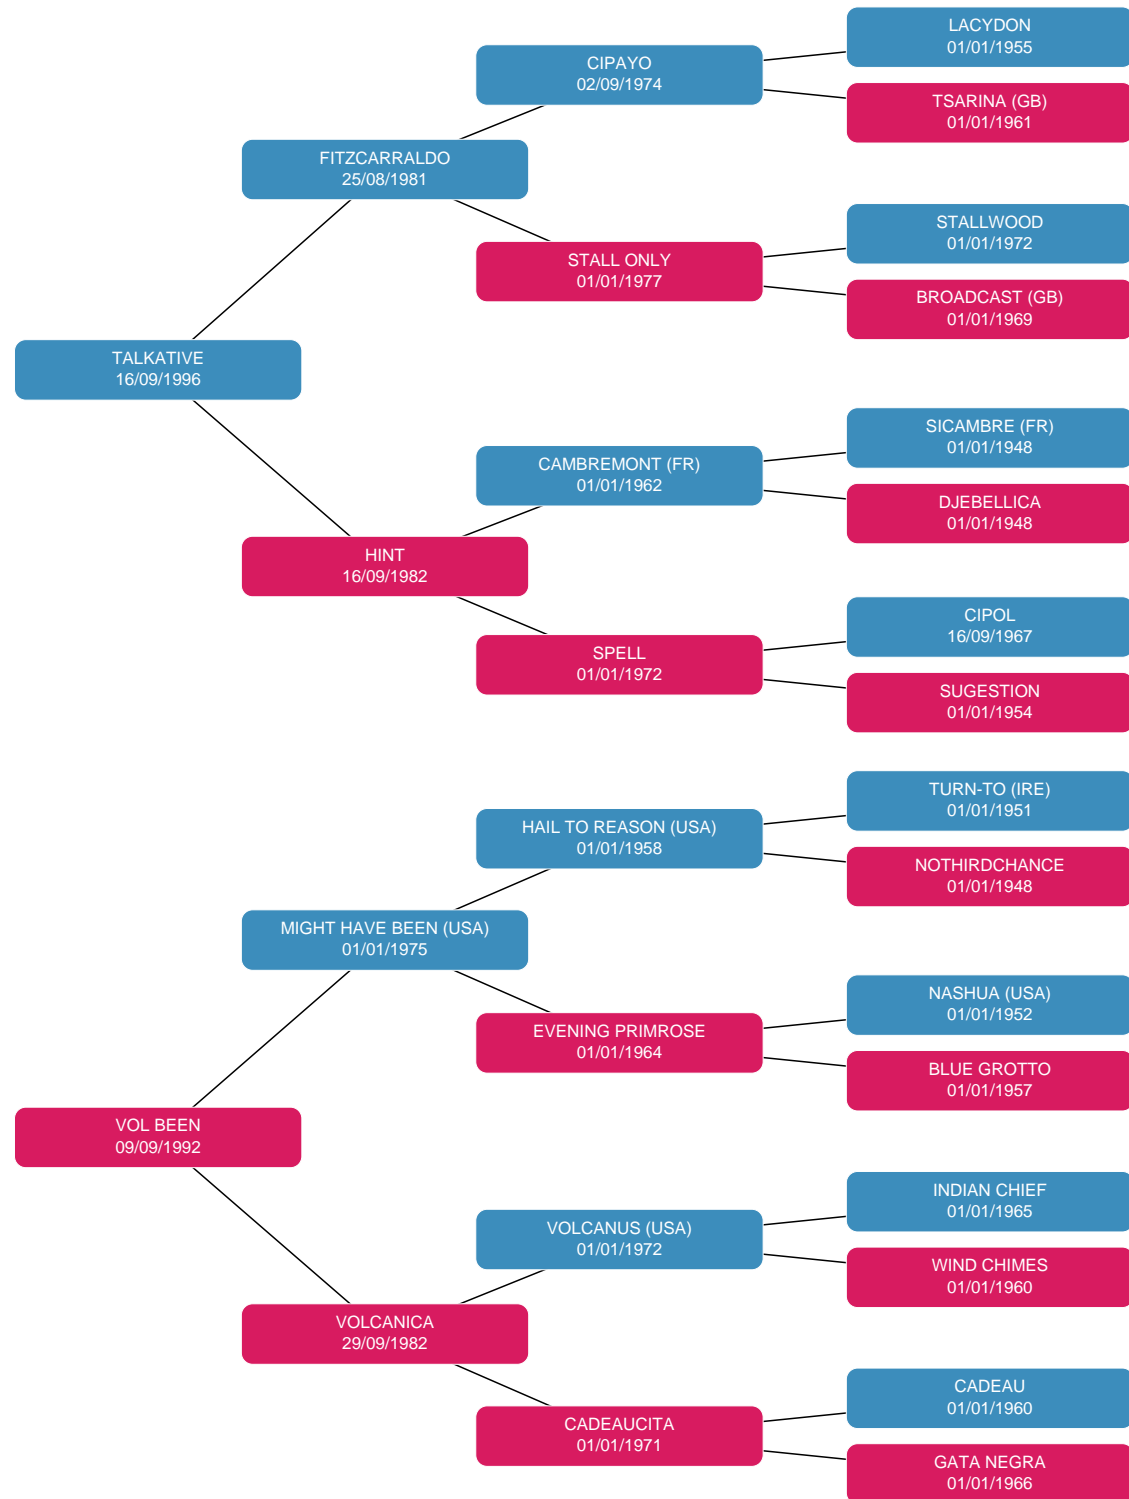 LACYDON
01/01/1955
CIPAYO
02/09/1974
TSARINA (GB)
01/01/1961
FITZCARRALDO
25/08/1981
STALLWOOD
01/01/1972
STALL ONLY
01/01/1977
BROADCAST (GB)
01/01/1969
TALKATIVE
16/09/1996
SICAMBRE (FR)
01/01/1948
CAMBREMONT (FR)
01/01/1962
DJEBELLICA
01/01/1948
HINT
16/09/1982
CIPOL
16/09/1967
SPELL
01/01/1972
SUGESTION
01/01/1954
TURN-TO (IRE)
01/01/1951
HAIL TO REASON (USA)
01/01/1958
NOTHIRDCHANCE
01/01/1948
MIGHT HAVE BEEN (USA)
01/01/1975
NASHUA (USA)
01/01/1952
EVENING PRIMROSE
01/01/1964
BLUE GROTTO
01/01/1957
VOL BEEN
09/09/1992
INDIAN CHIEF
01/01/1965
VOLCANUS (USA)
01/01/1972
WIND CHIMES
01/01/1960
VOLCANICA
29/09/1982
CADEAU
01/01/1960
CADEAUCITA
01/01/1971
GATA NEGRA
01/01/1966